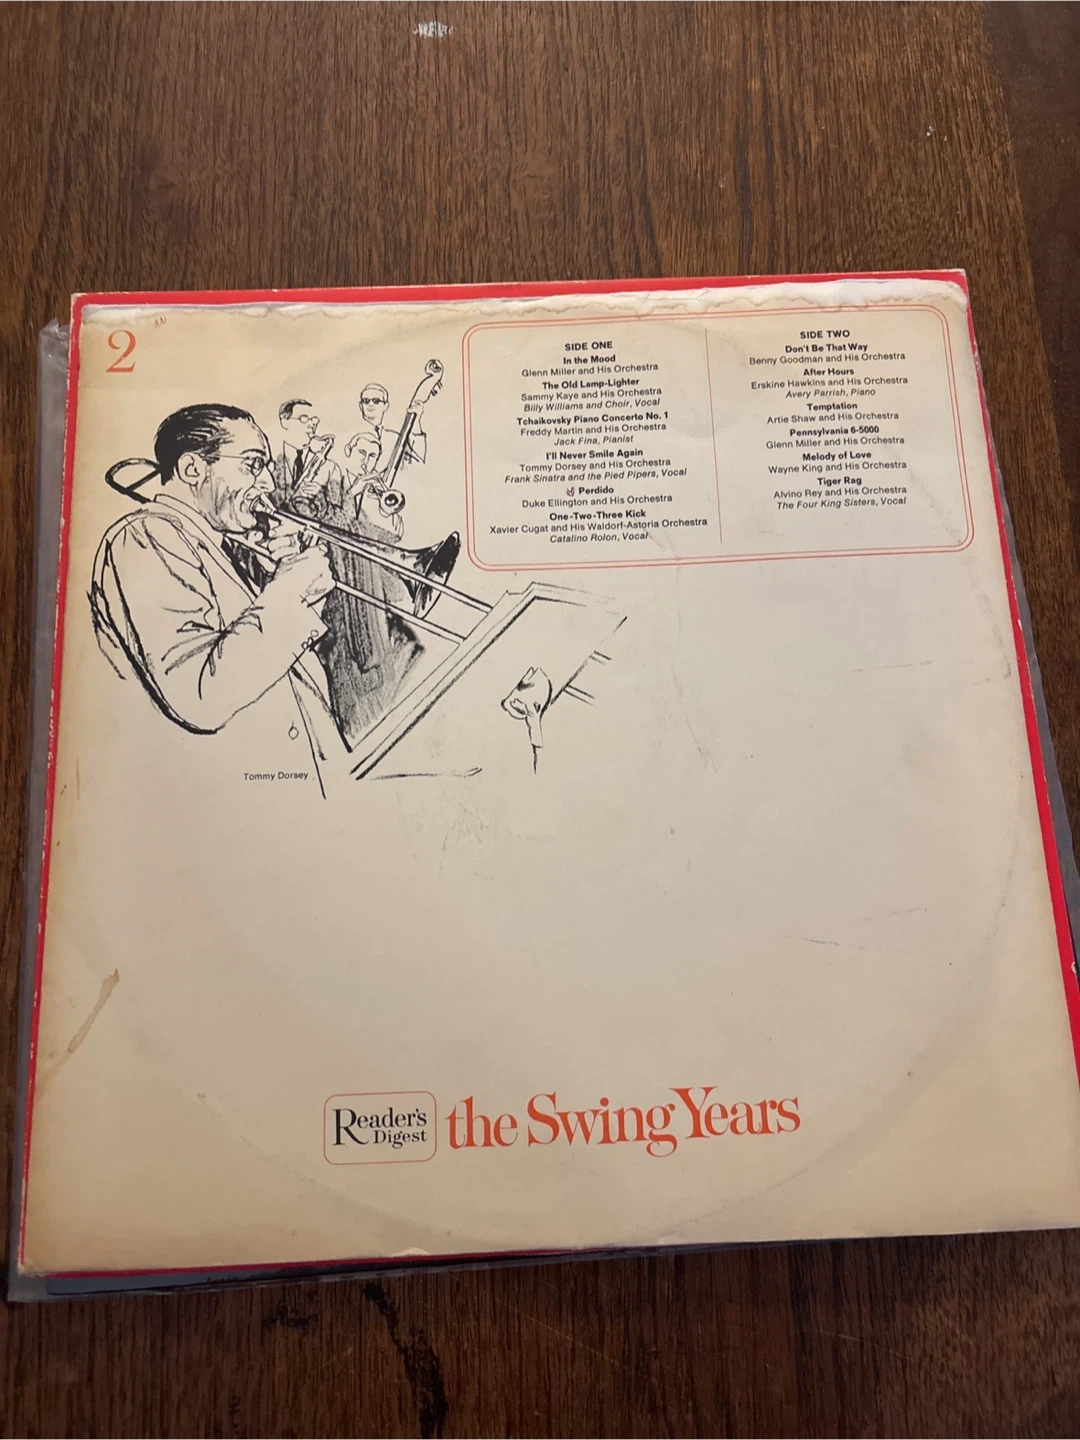 2
SIDE ONE
In the Mood
Glenn Miller and His Orchestra
The Old Lamp-Lighter
Sammy Kaye and His Orchestra
Billy Williams and Choir, Vocal
Tchaikovsky Piano Concerto No. 1
Freddy Martin and His Orchestra
Jack Fina, Pianist
I'll Never Smile Again
Tommy Dorsey and His Orchestra
Frank Sinatra and the Pied Pipers, Vocal
Perdido
Duke Ellington and His Orchestra
One-Two-Three Kick
Xavier Cugat and His Waldorf-Astoria Orchestra
Catalino Rolon, Vocal
SIDE TWO
Don't Be That Way
Benny Goodman and His Orchestra
After Hours
Erskine Hawkins and His Orchestra
Avery Parrish, Piano
Temptation
Artie Shaw and His Orchestra
Pennsylvania 6-5000
Glenn Miller and His Orchestra
Melody of Love
Wayne King and His Orchestra
Tiger Rag
Alvino Rey and His Orchestra
The Four King Sisters, Vocal
Tommy Dorsey
Reader's
Digest
the Swing Years